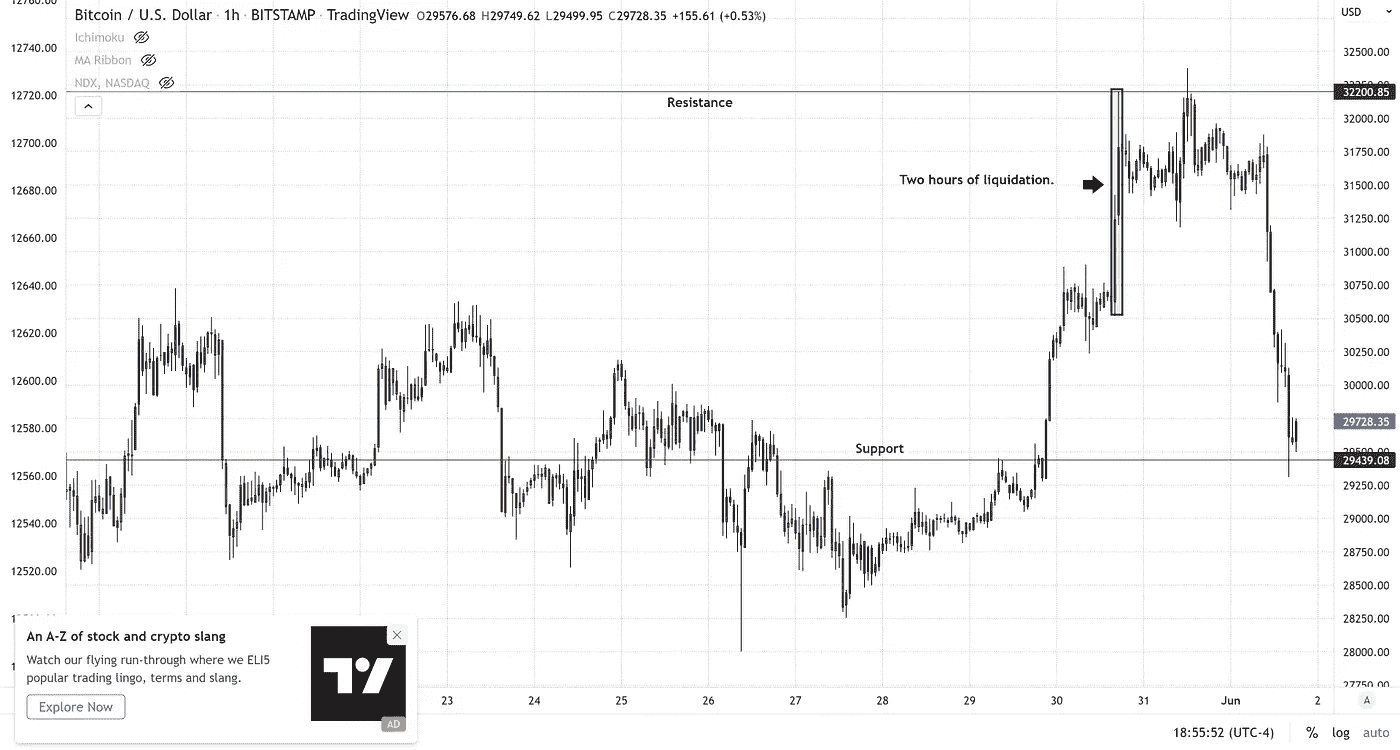 Bitcoin / U.S. Dollar · 1h · BITSTAMP · TradingView O29576.68 H29749.62 L29499.95 C29728.35 +155.61 (+0.53%)
USD
Ichimoku
MA Ribbon
NDX, NASDAQ
12760.00
12740.00
12720.00
12700.00
12680.00
12660.00
12640.00
12620.00
12600.00
12580.00
12560.00
12540.00
12520.00
Resistance
Two hours of liquidation.
Support
32500.00
32200.85
32000.00
31750.00
31500.00
31250.00
31000.00
30750.00
30500.00
30250.00
30000.00
29728.35
29439.08
29250.00
29000.00
28750.00
28500.00
28250.00
28000.00
27750.00
An A-Z of stock and crypto slang
Watch our flying run-through where we ELI5
popular trading lingo, terms and slang.
Explore Now
AD
23 24 25 26 27 28 29 30 31 Jun 2
A
18:55:52 (UTC-4) % log auto